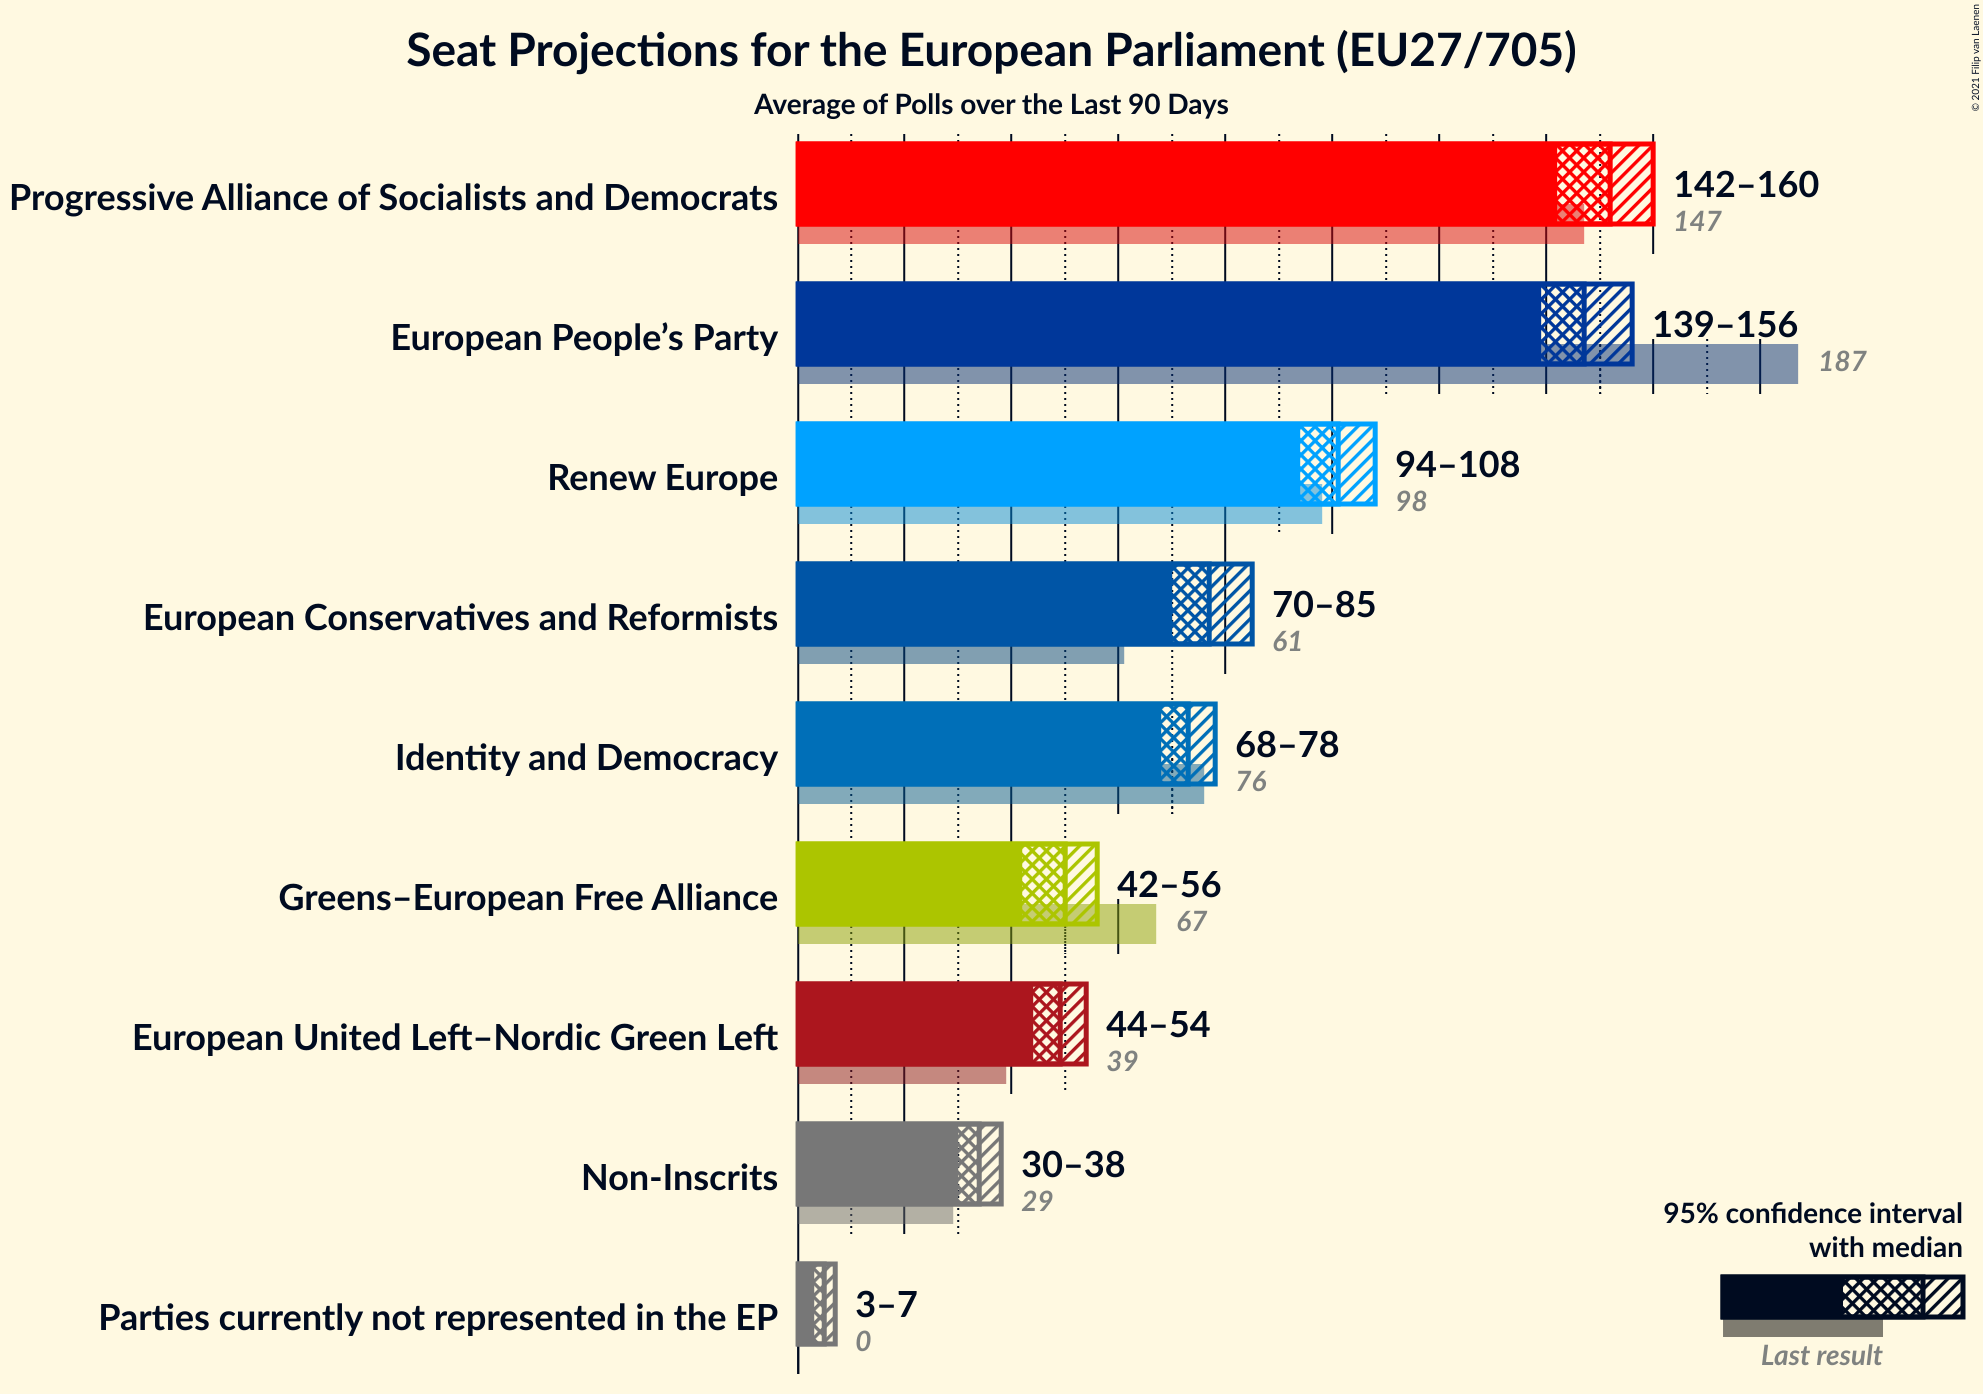 Seat Projections for the European Parliament (EU27/705)
Average of Polls over the Last 90 Days
© 2021 Filip van Laenen
Progressive Alliance of Socialists and Democrats
142–160
147
European People’s Party
139–156
187
Renew Europe
94–108
98
European Conservatives and Reformists
70–85
61
Identity and Democracy
68–78
76
Greens–European Free Alliance
42–56
67
European United Left–Nordic Green Left
44–54
39
Non-Inscrits
30–38
29
Parties currently not represented in the EP
3–7
0
95% confidence interval
with median
Last result